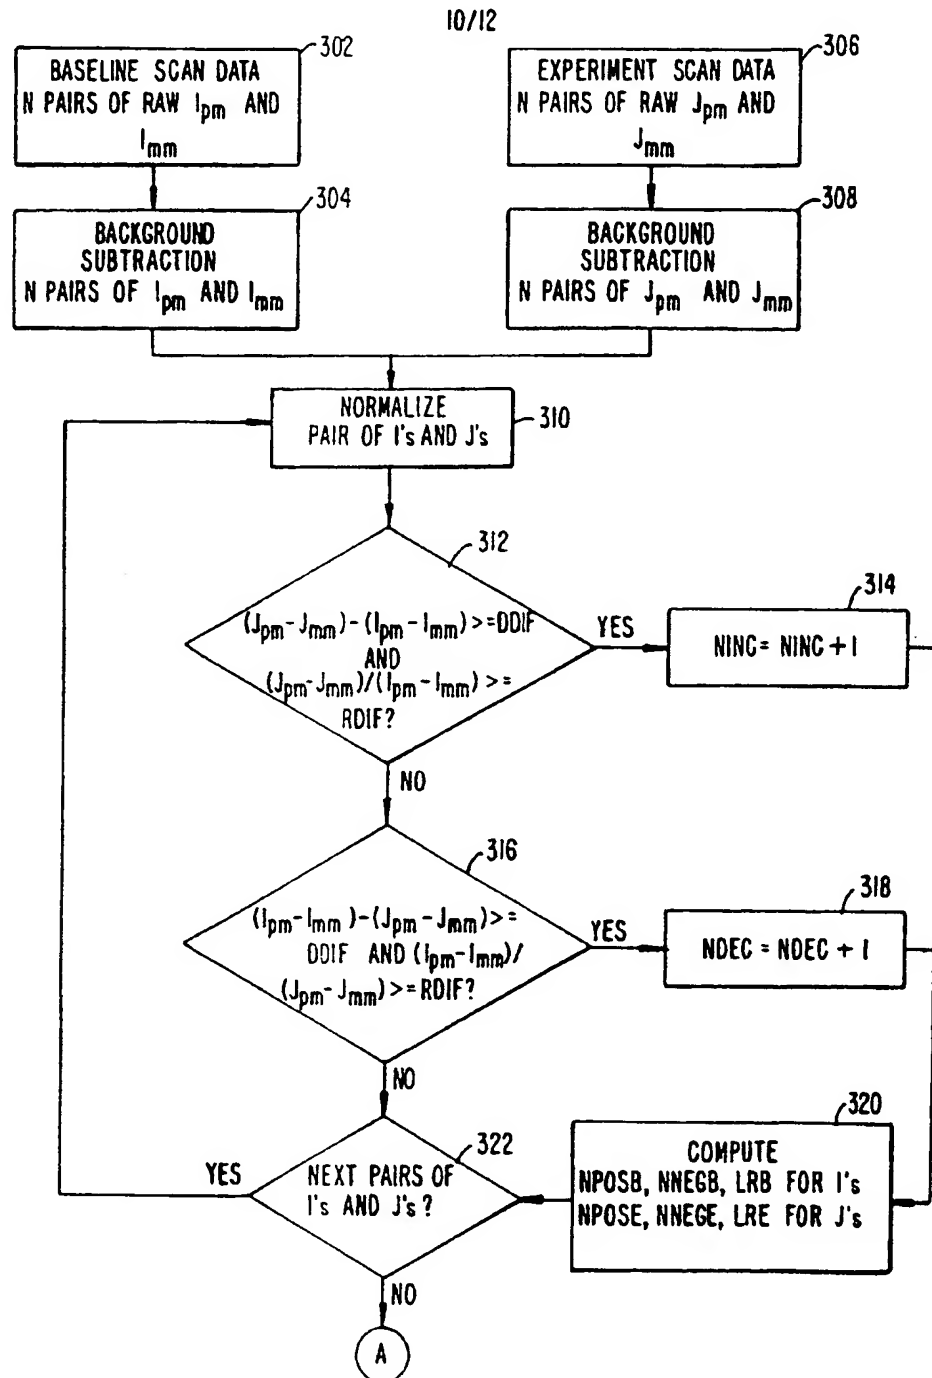 10/12
302
BASELINE SCAN DATA
N PAIRS OF RAW Ipm AND
Imm
306
EXPERIMENT SCAN DATA
N PAIRS OF RAW Jpm AND
Jmm
304
BACKGROUND
SUBTRACTION
N PAIRS OF Ipm AND Imm
308
BACKGROUND
SUBTRACTION
N PAIRS OF Jpm AND Jmm
NORMALIZE
PAIR OF I's AND J's
310
312
(Jpm-Jmm)-(Ipm-Imm) >=DDIF
AND
(Jpm-Jmm)/(Ipm-Imm) >=
RDIF?
YES
314
NINC= NINC + I
NO
316
(Ipm-Imm)-(Jpm-Jmm)>=
DDIF AND (Ipm-Imm)/
(Jpm-Jmm) >=RDIF?
YES
318
NDEC = NDEC + I
NO
320
COMPUTE
NPOSB, NNEGB, LRB FOR I's
NPOSE, NNEGE, LRE FOR J's
YES
322
NEXT PAIRS OF
I's AND J's ?
NO
A